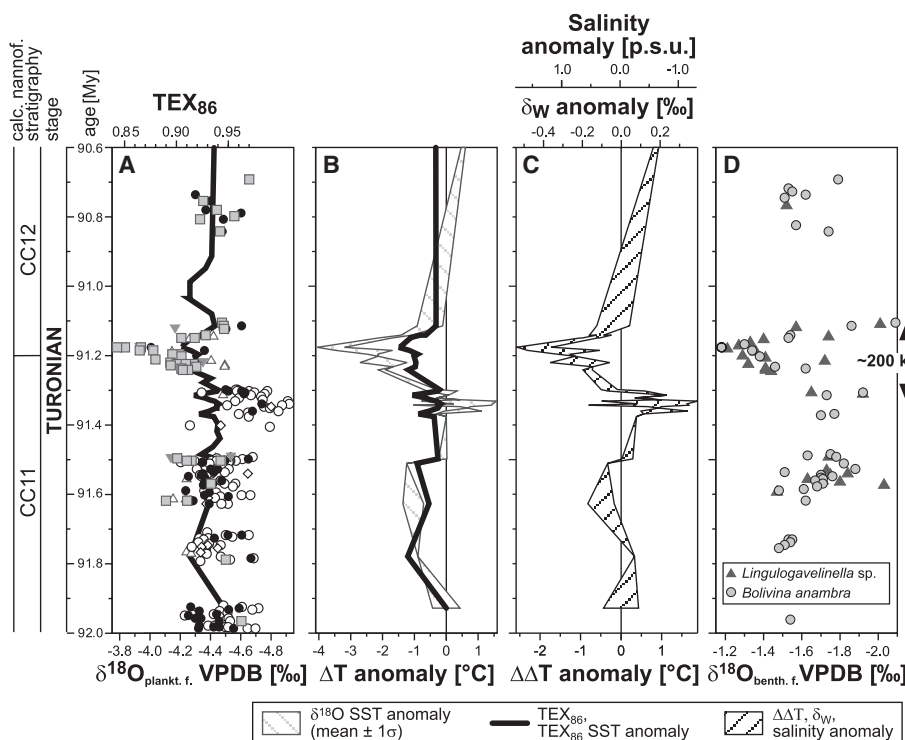 Salinity
anomaly [p.s.u.]
1.0 0.0 -1.0
calc. nannof.
stratigraphy
stage
age [My]
TEX86
0.85 0.89 0.91 0.95
δW anomaly [‰]
-0.4 -0.2 0.0 0.2
A B C D
90.6
90.8
91.0
91.2
91.4
91.6
91.8
92.0
CC12
CC11
TURONIAN
~200 k
Lingulogavelinella sp.
Bolivina anambra
-3.8 -4.0 -4.2 -4.4 -4.6 -4.8
-4 -3 -2 -1 0 1
-4 -3 -2 -1 0 1
-1.2 -1.4 -1.6 -1.8 -2.0
δ18Oplankt. f. VPDB [‰]
ΔT anomaly [°C]
ΔΔT anomaly [°C]
δ18Obenth. f. VPDB [‰]
δ18O SST anomaly
(mean ± 1σ)
TEX86,
TEX86 SST anomaly
ΔΔT, δW,
salinity anomaly